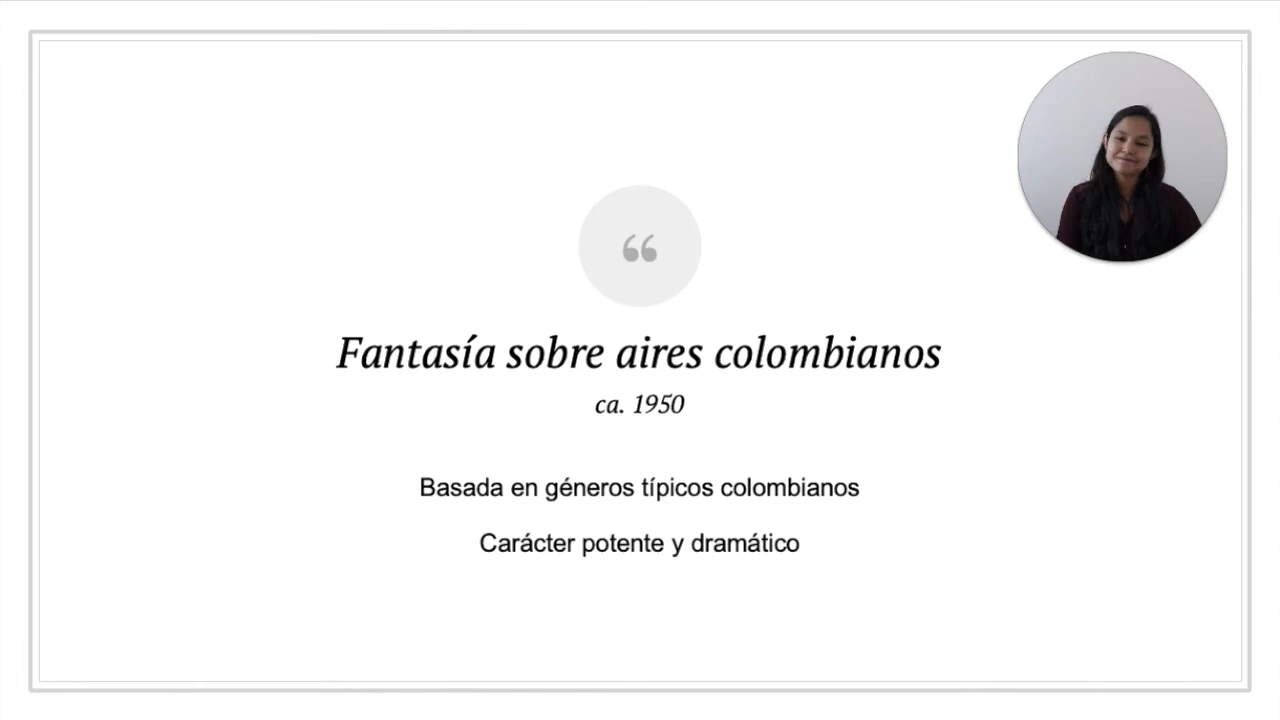 “
Fantasía sobre aires colombianos
ca. 1950
Basada en géneros típicos colombianos
Carácter potente y dramático